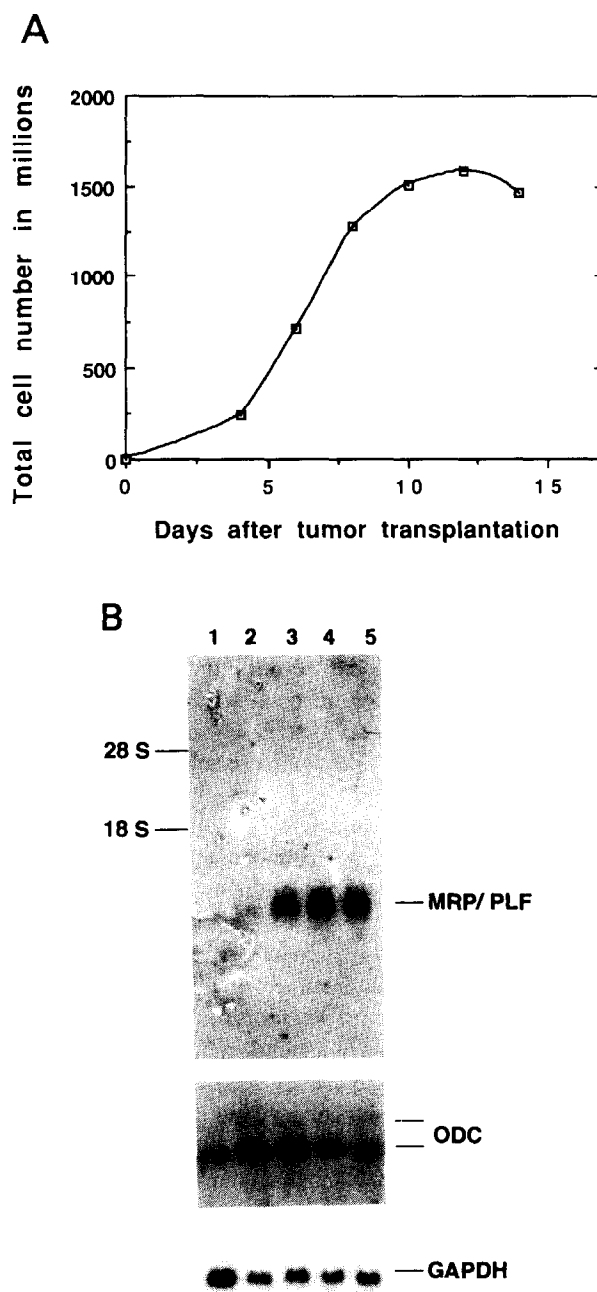 A
Total cell number in millions
2000
1500
1000
500
0
0 5 10 15
Days after tumor transplantation
B
1 2 3 4 5
28 S
18 S
MRP/ PLF
ODC
GAPDH